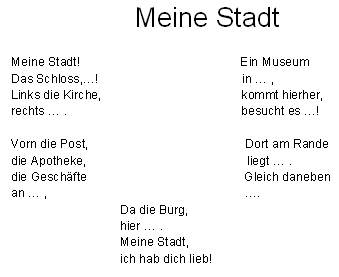 Meine Stadt
Meine Stadt!
Das Schloss,...!
Links die Kirche,
rechts ... .
Vorn die Post,
die Apotheke,
die Geschäfte
an ... ,
Ein Museum
in ... ,
kommt hierher,
besucht es ...!
Dort am Rande
liegt ... .
Gleich daneben
....
Da die Burg,
hier ... .
Meine Stadt,
ich hab dich lieb!